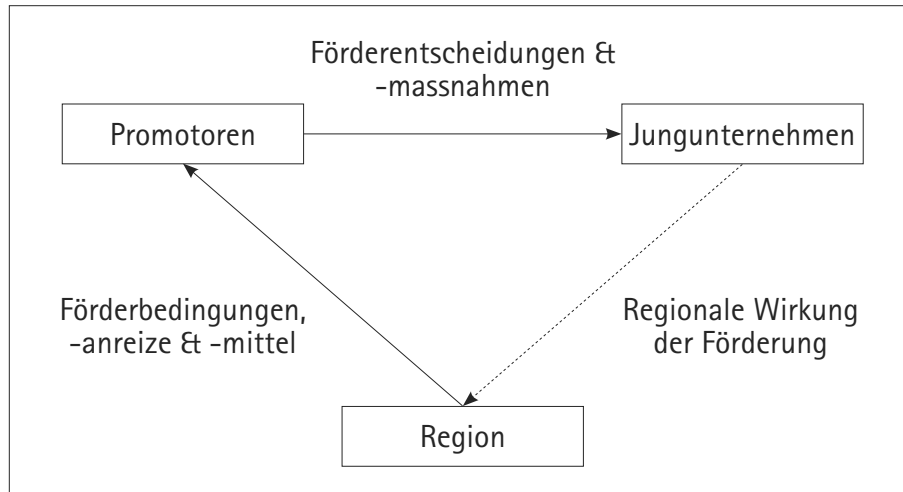 Förderentscheidungen &
-massnahmen
Promotoren
Jungunternehmen
Förderbedingungen,
-anreize & -mittel
Regionale Wirkung
der Förderung
Region